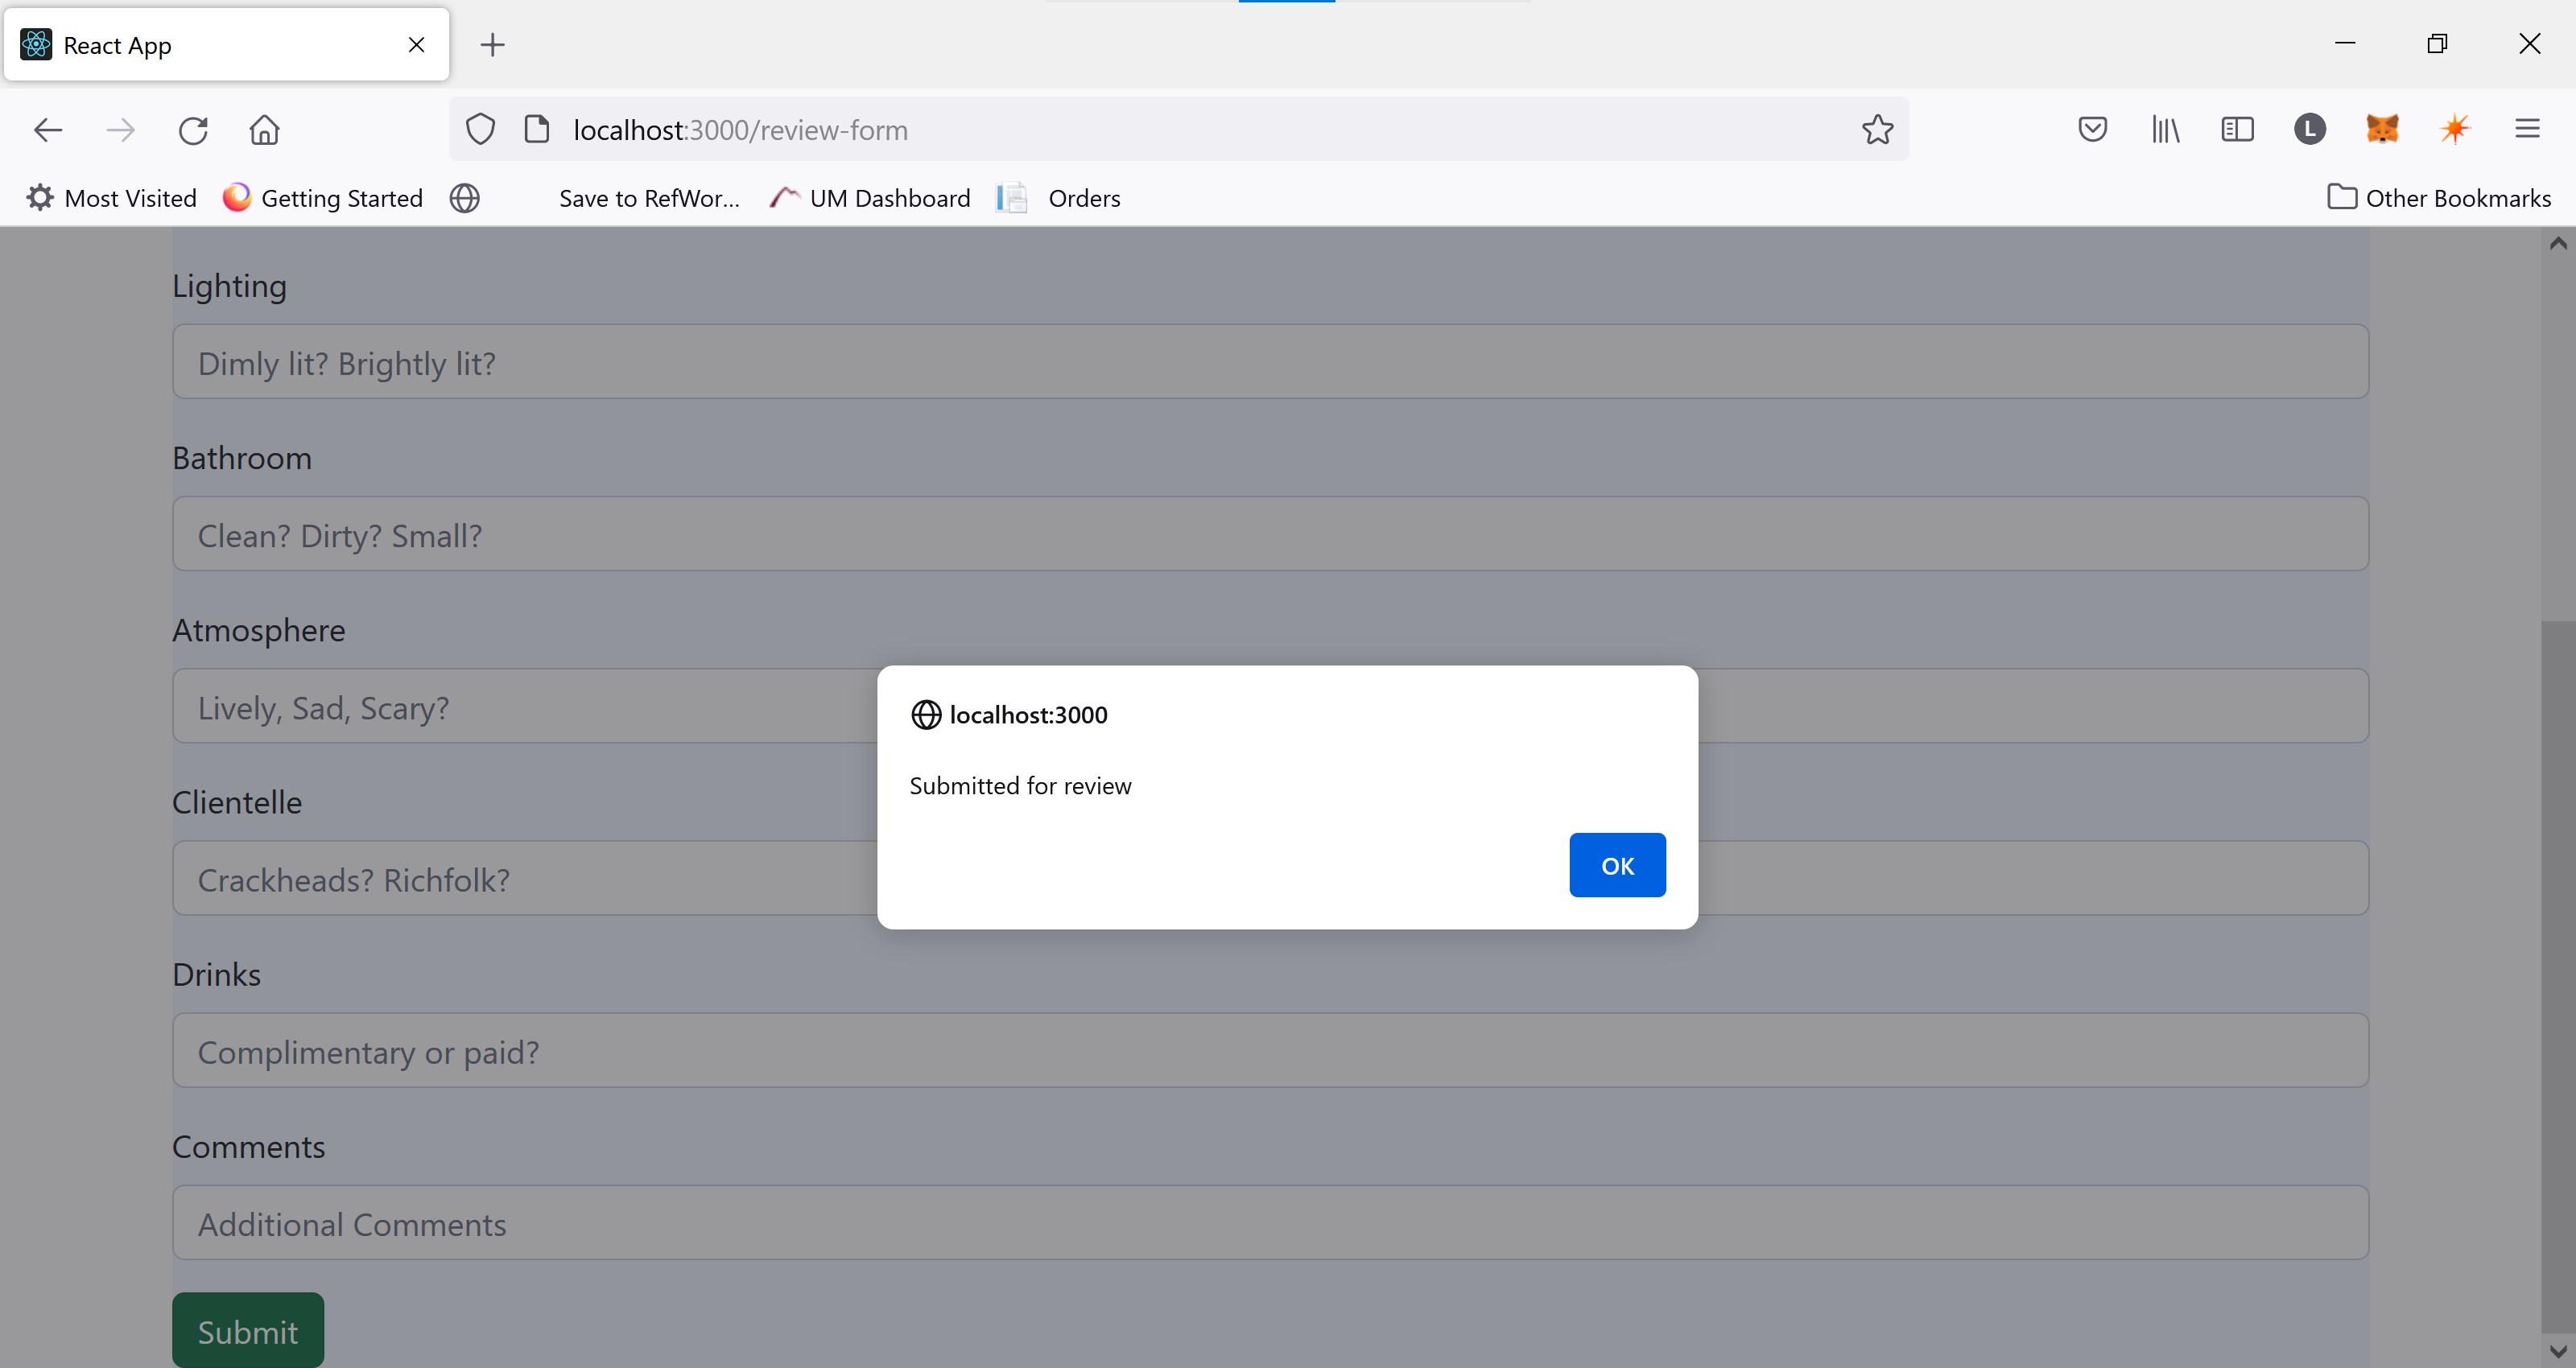 React App
localhost:3000/review-form
L
Most Visited Getting Started Save to RefWor... UM Dashboard Orders Other Bookmarks
Lighting
Dimly lit? Brightly lit?
Bathroom
Clean? Dirty? Small?
Atmosphere
Lively, Sad, Scary?
Clientelle
Crackheads? Richfolk?
Drinks
Complimentary or paid?
Comments
Additional Comments
Submit
localhost:3000
Submitted for review
OK